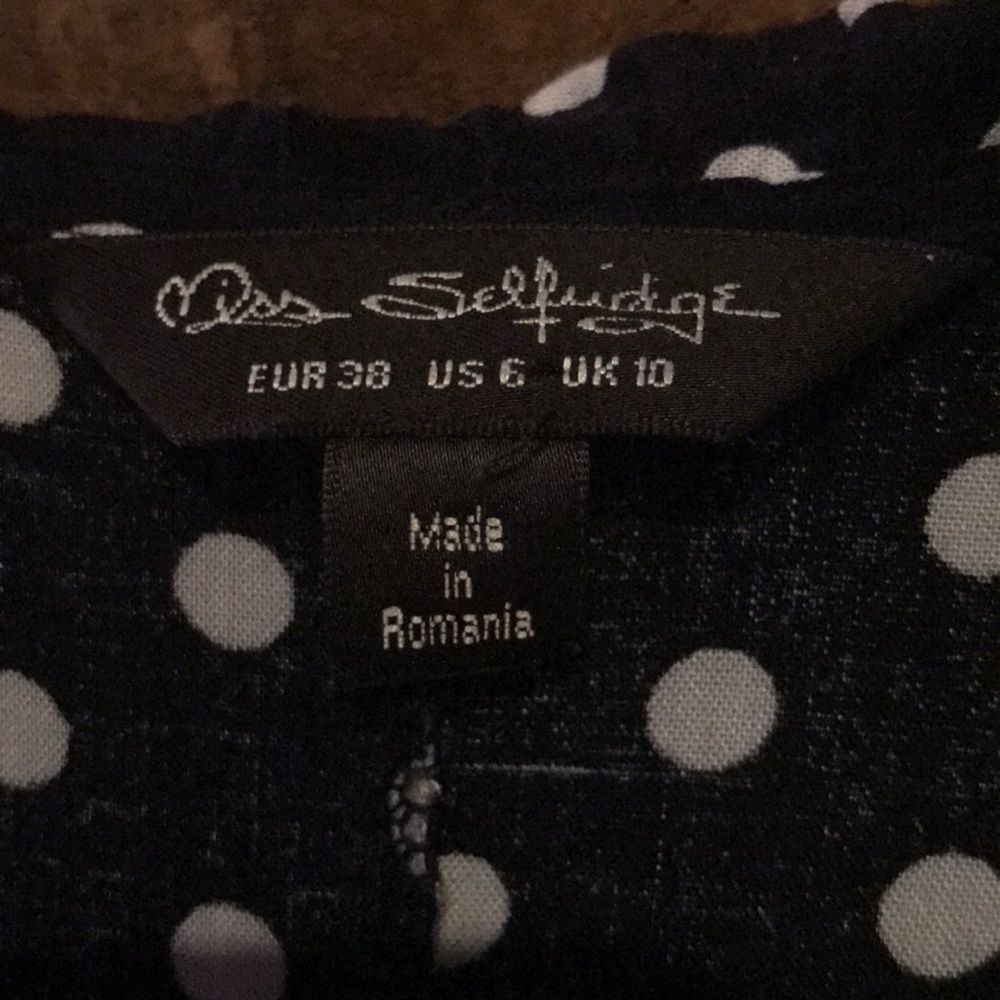 Miss Selfridge
EUR 38 US 6 UK 10
Made
in
Romania